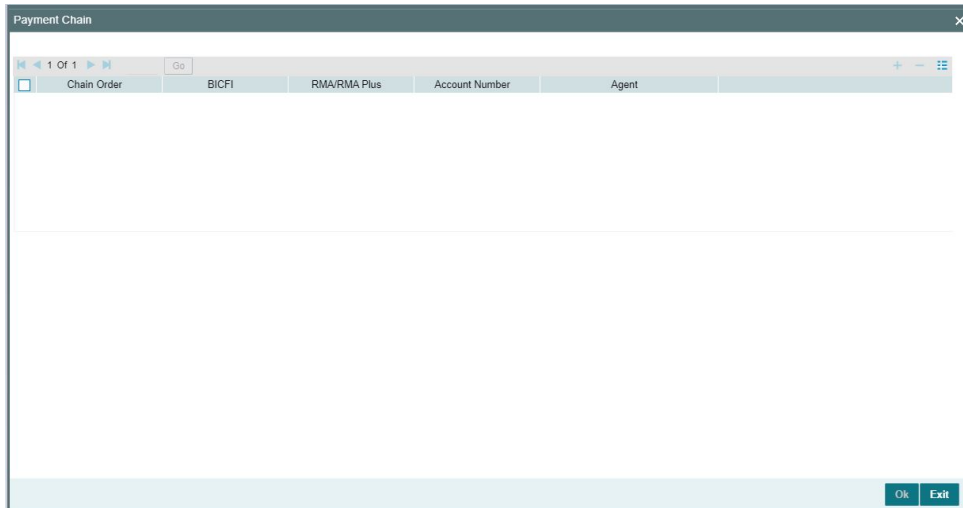 Payment Chain
1 Of 1 Go
Chain Order BICFI RMA/RMA Plus Account Number Agent
Ok Exit